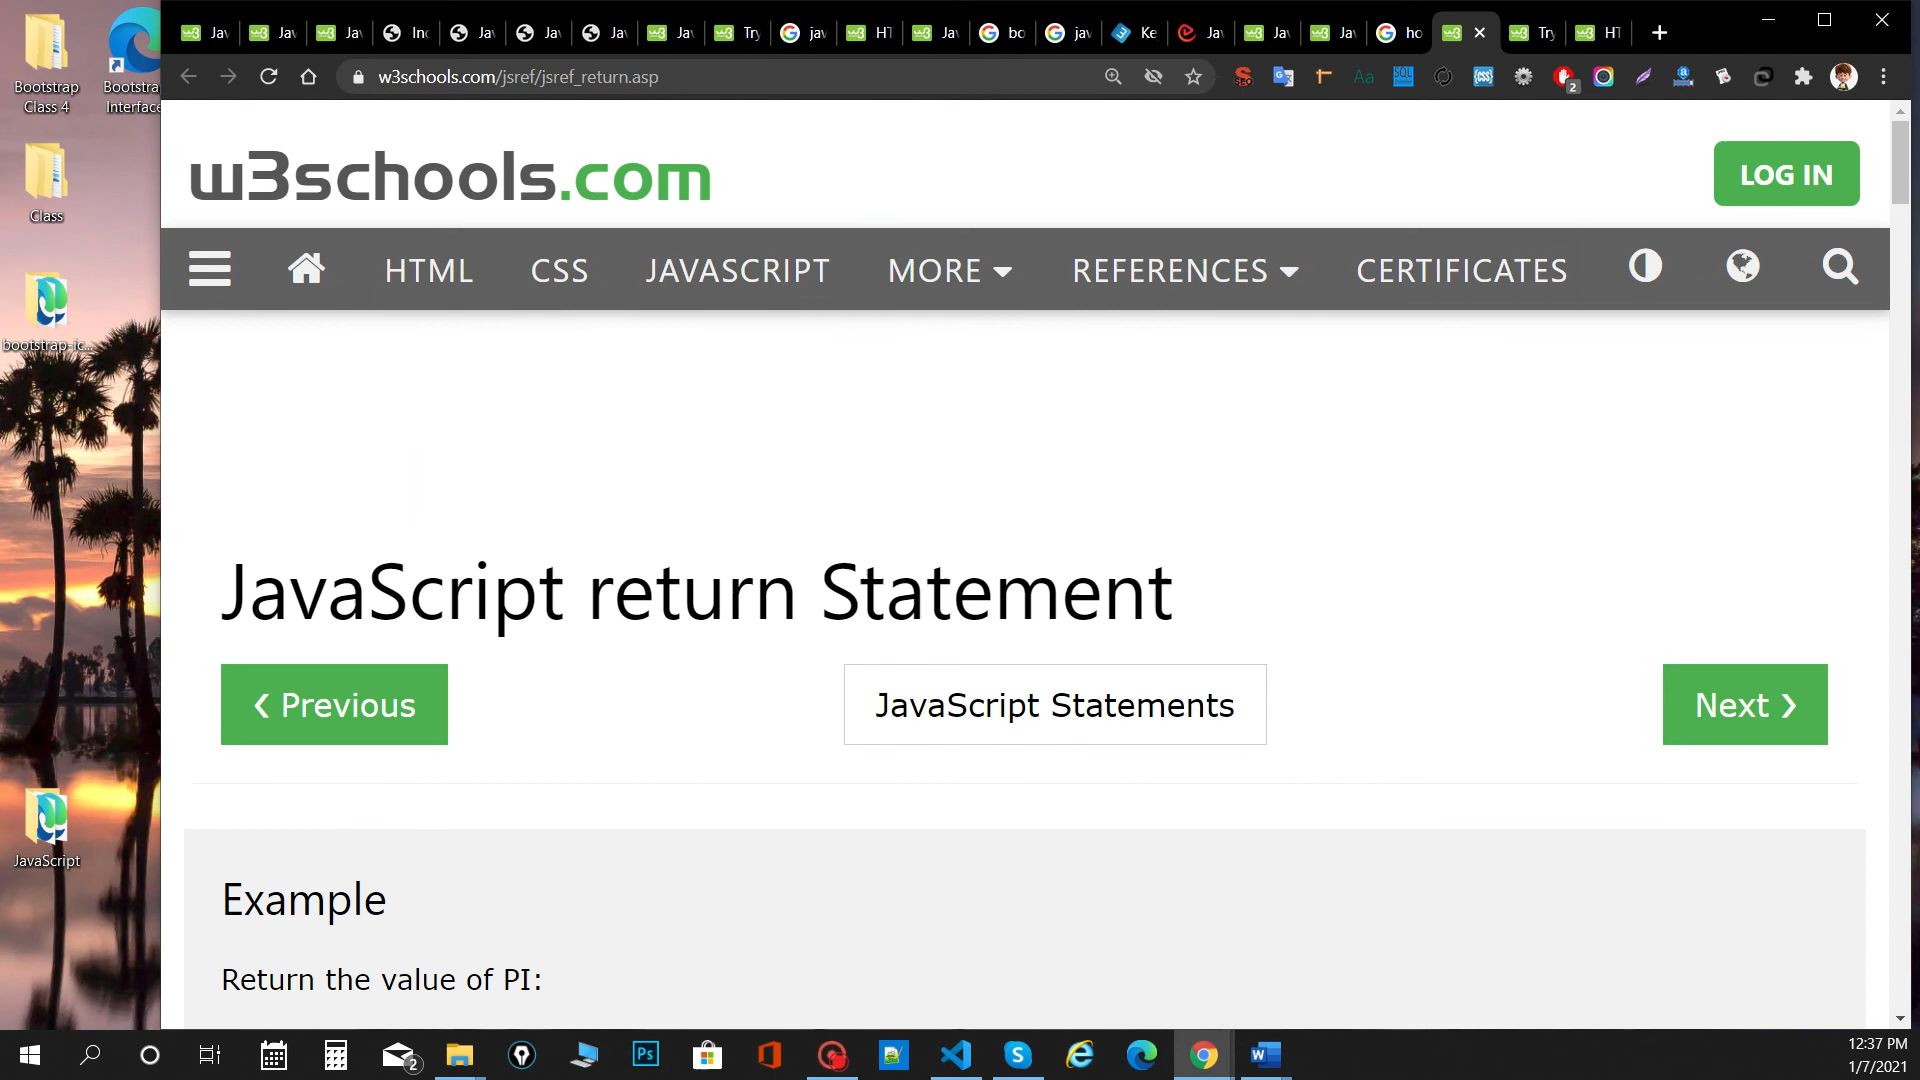 Bootstrap
Class 4
Bootstra
Interface
Class
bootstrap-ic...
JavaScript
w3schools.com/jsref/jsref_return.asp
w3schools.com
LOG IN
HTML CSS JAVASCRIPT MORE REFERENCES CERTIFICATES
JavaScript return Statement
❮ Previous
JavaScript Statements
Next ❯
Example
Return the value of PI:
12:37 PM
1/7/2021